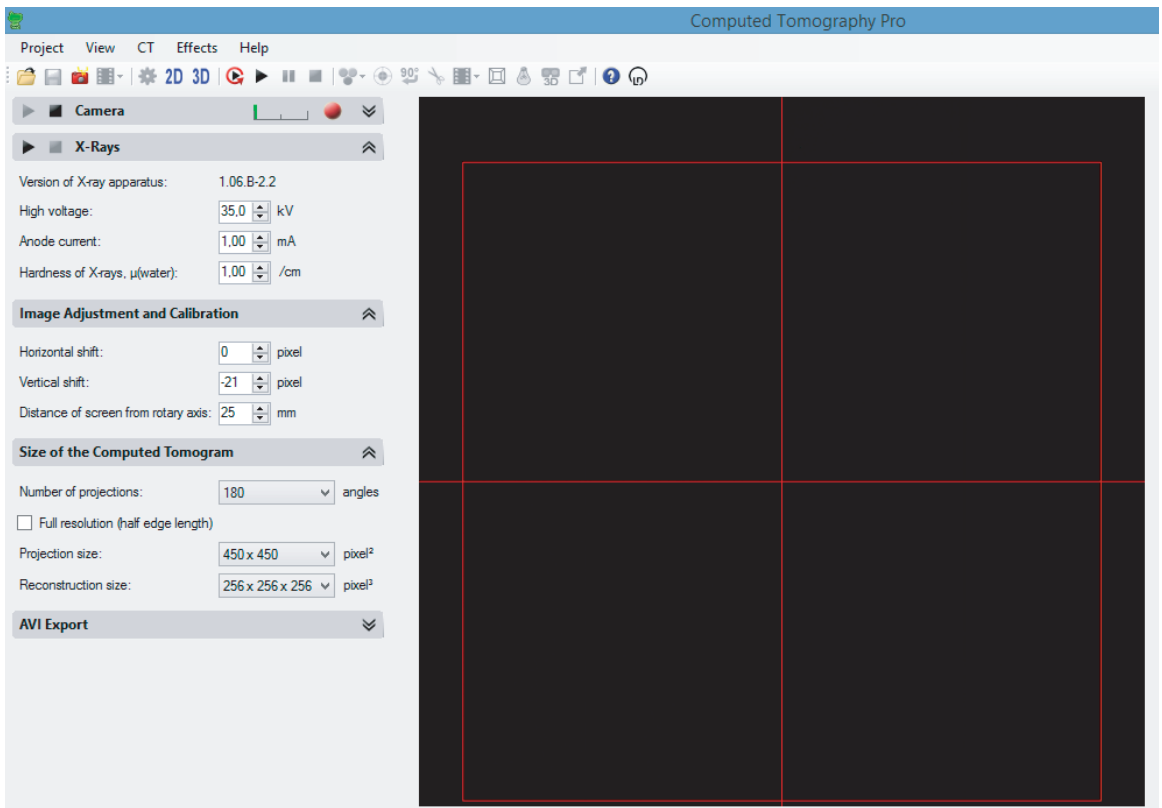 Computed Tomography Pro
Project View CT Effects Help
2D 3D 90° 3D
Camera
X-Rays
Version of X-ray apparatus: 1.06.B-2.2
High voltage: 35,0 kV
Anode current: 1,00 mA
Hardness of X-rays, µ(water): 1,00 /cm
Image Adjustment and Calibration
Horizontal shift: 0 pixel
Vertical shift: -21 pixel
Distance of screen from rotary axis: 25 mm
Size of the Computed Tomogram
Number of projections: 180 angles
Full resolution (half edge length)
Projection size: 450 x 450 pixel²
Reconstruction size: 256 x 256 x 256 pixel³
AVI Export